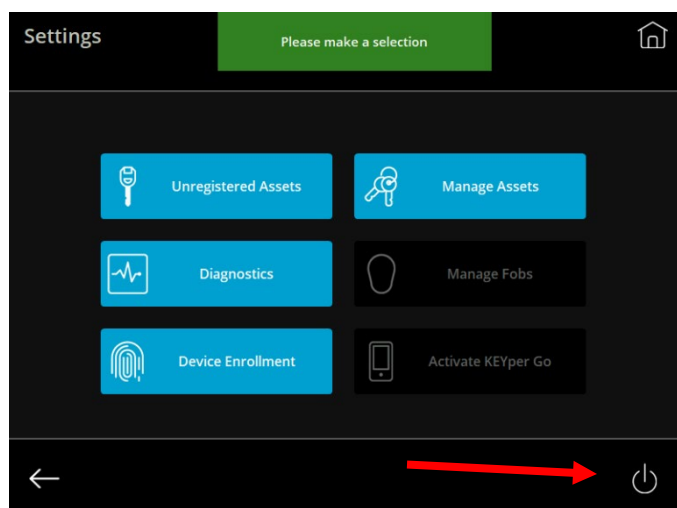 Settings
Please make a selection
Unregistered Assets
Manage Assets
Diagnostics
Manage Fobs
Device Enrollment
Activate KEYper Go